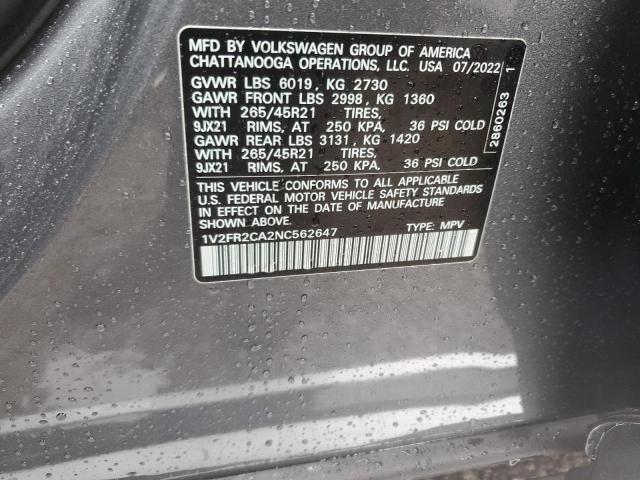 MFD BY VOLKSWAGEN GROUP OF AMERICA
CHATTANOOGA OPERATIONS, LLC. USA 07/2022
GVWR LBS 6019, KG 2730
GAWR FRONT LBS 2998, KG 1360
WITH 265/45R21 TIRES,
9JX21 RIMS, AT 250 KPA, 36 PSI COLD
GAWR REAR LBS 3131, KG 1420
WITH 265/45R21 TIRES,
9JX21 RIMS, AT 250 KPA, 36 PSI COLD
THIS VEHICLE CONFORMS TO ALL APPLICABLE
U.S. FEDERAL MOTOR VEHICLE SAFETY STANDARDS
IN EFFECT ON THE DATE OF MANUFACTURE
SHOWN ABOVE.
1V2FR2CA2NC562647 TYPE: MPV
2860263 1